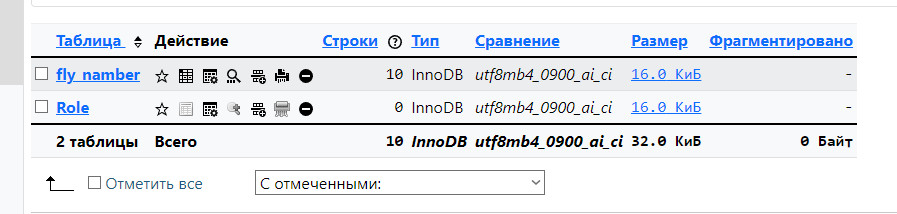 Таблица Действие Строки Тип Сравнение Размер Фрагментировано
fly_namber 10 InnoDB utf8mb4_0900_ai_ci 16.0 КиБ -
Role 0 InnoDB utf8mb4_0900_ai_ci 16.0 КиБ -
2 таблицы Всего 10 InnoDB utf8mb4_0900_ai_ci 32.0 КиБ 0 Байт
Отметить все С отмеченными: